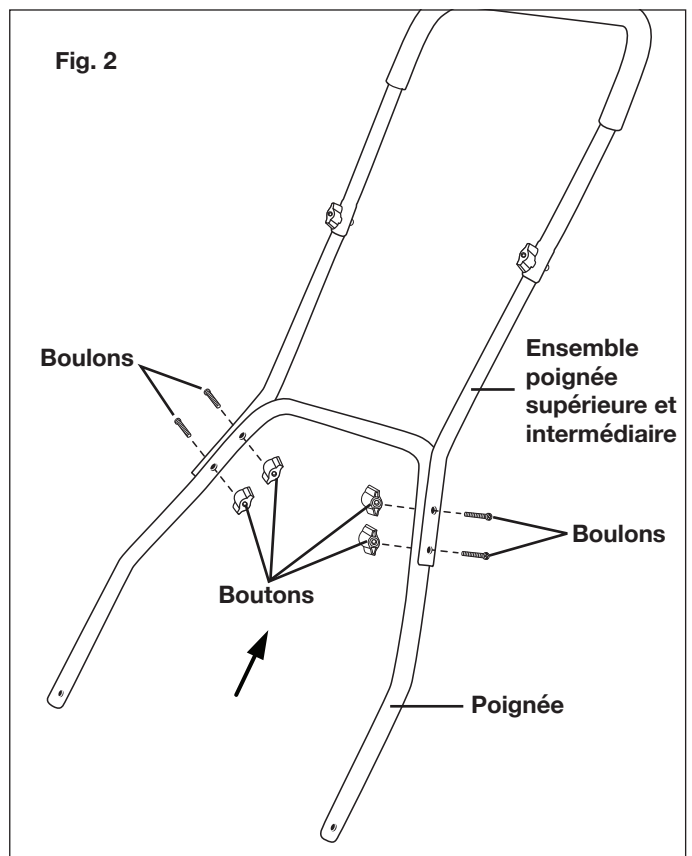 Fig. 2
Boulons
Ensemble
poignée
supérieure et
intermédiaire
Boulons
Boutons
Poignée